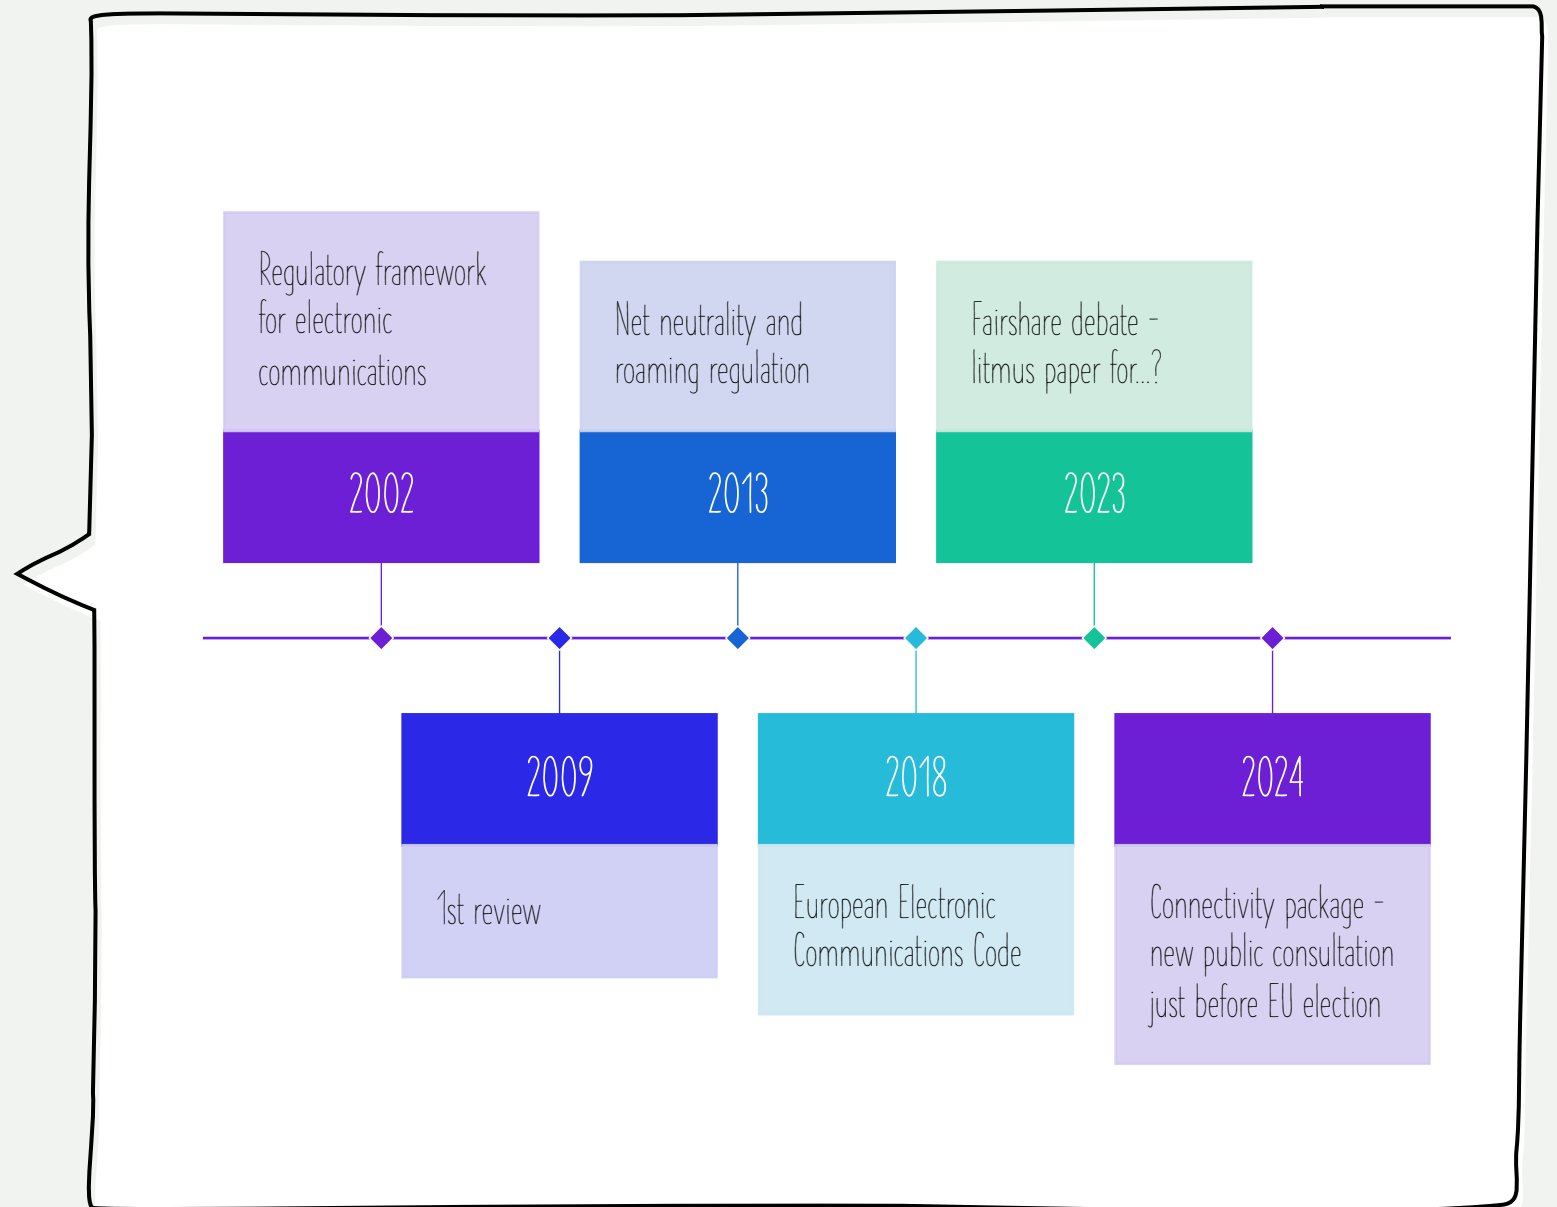 Regulatory framework
for electronic
communications
2002
Net neutrality and
roaming regulation
2013
Fairshare debate -
litmus paper for...?
2023
2009
1st review
2018
European Electronic
Communications Code
2024
Connectivity package -
new public consultation
just before EU election